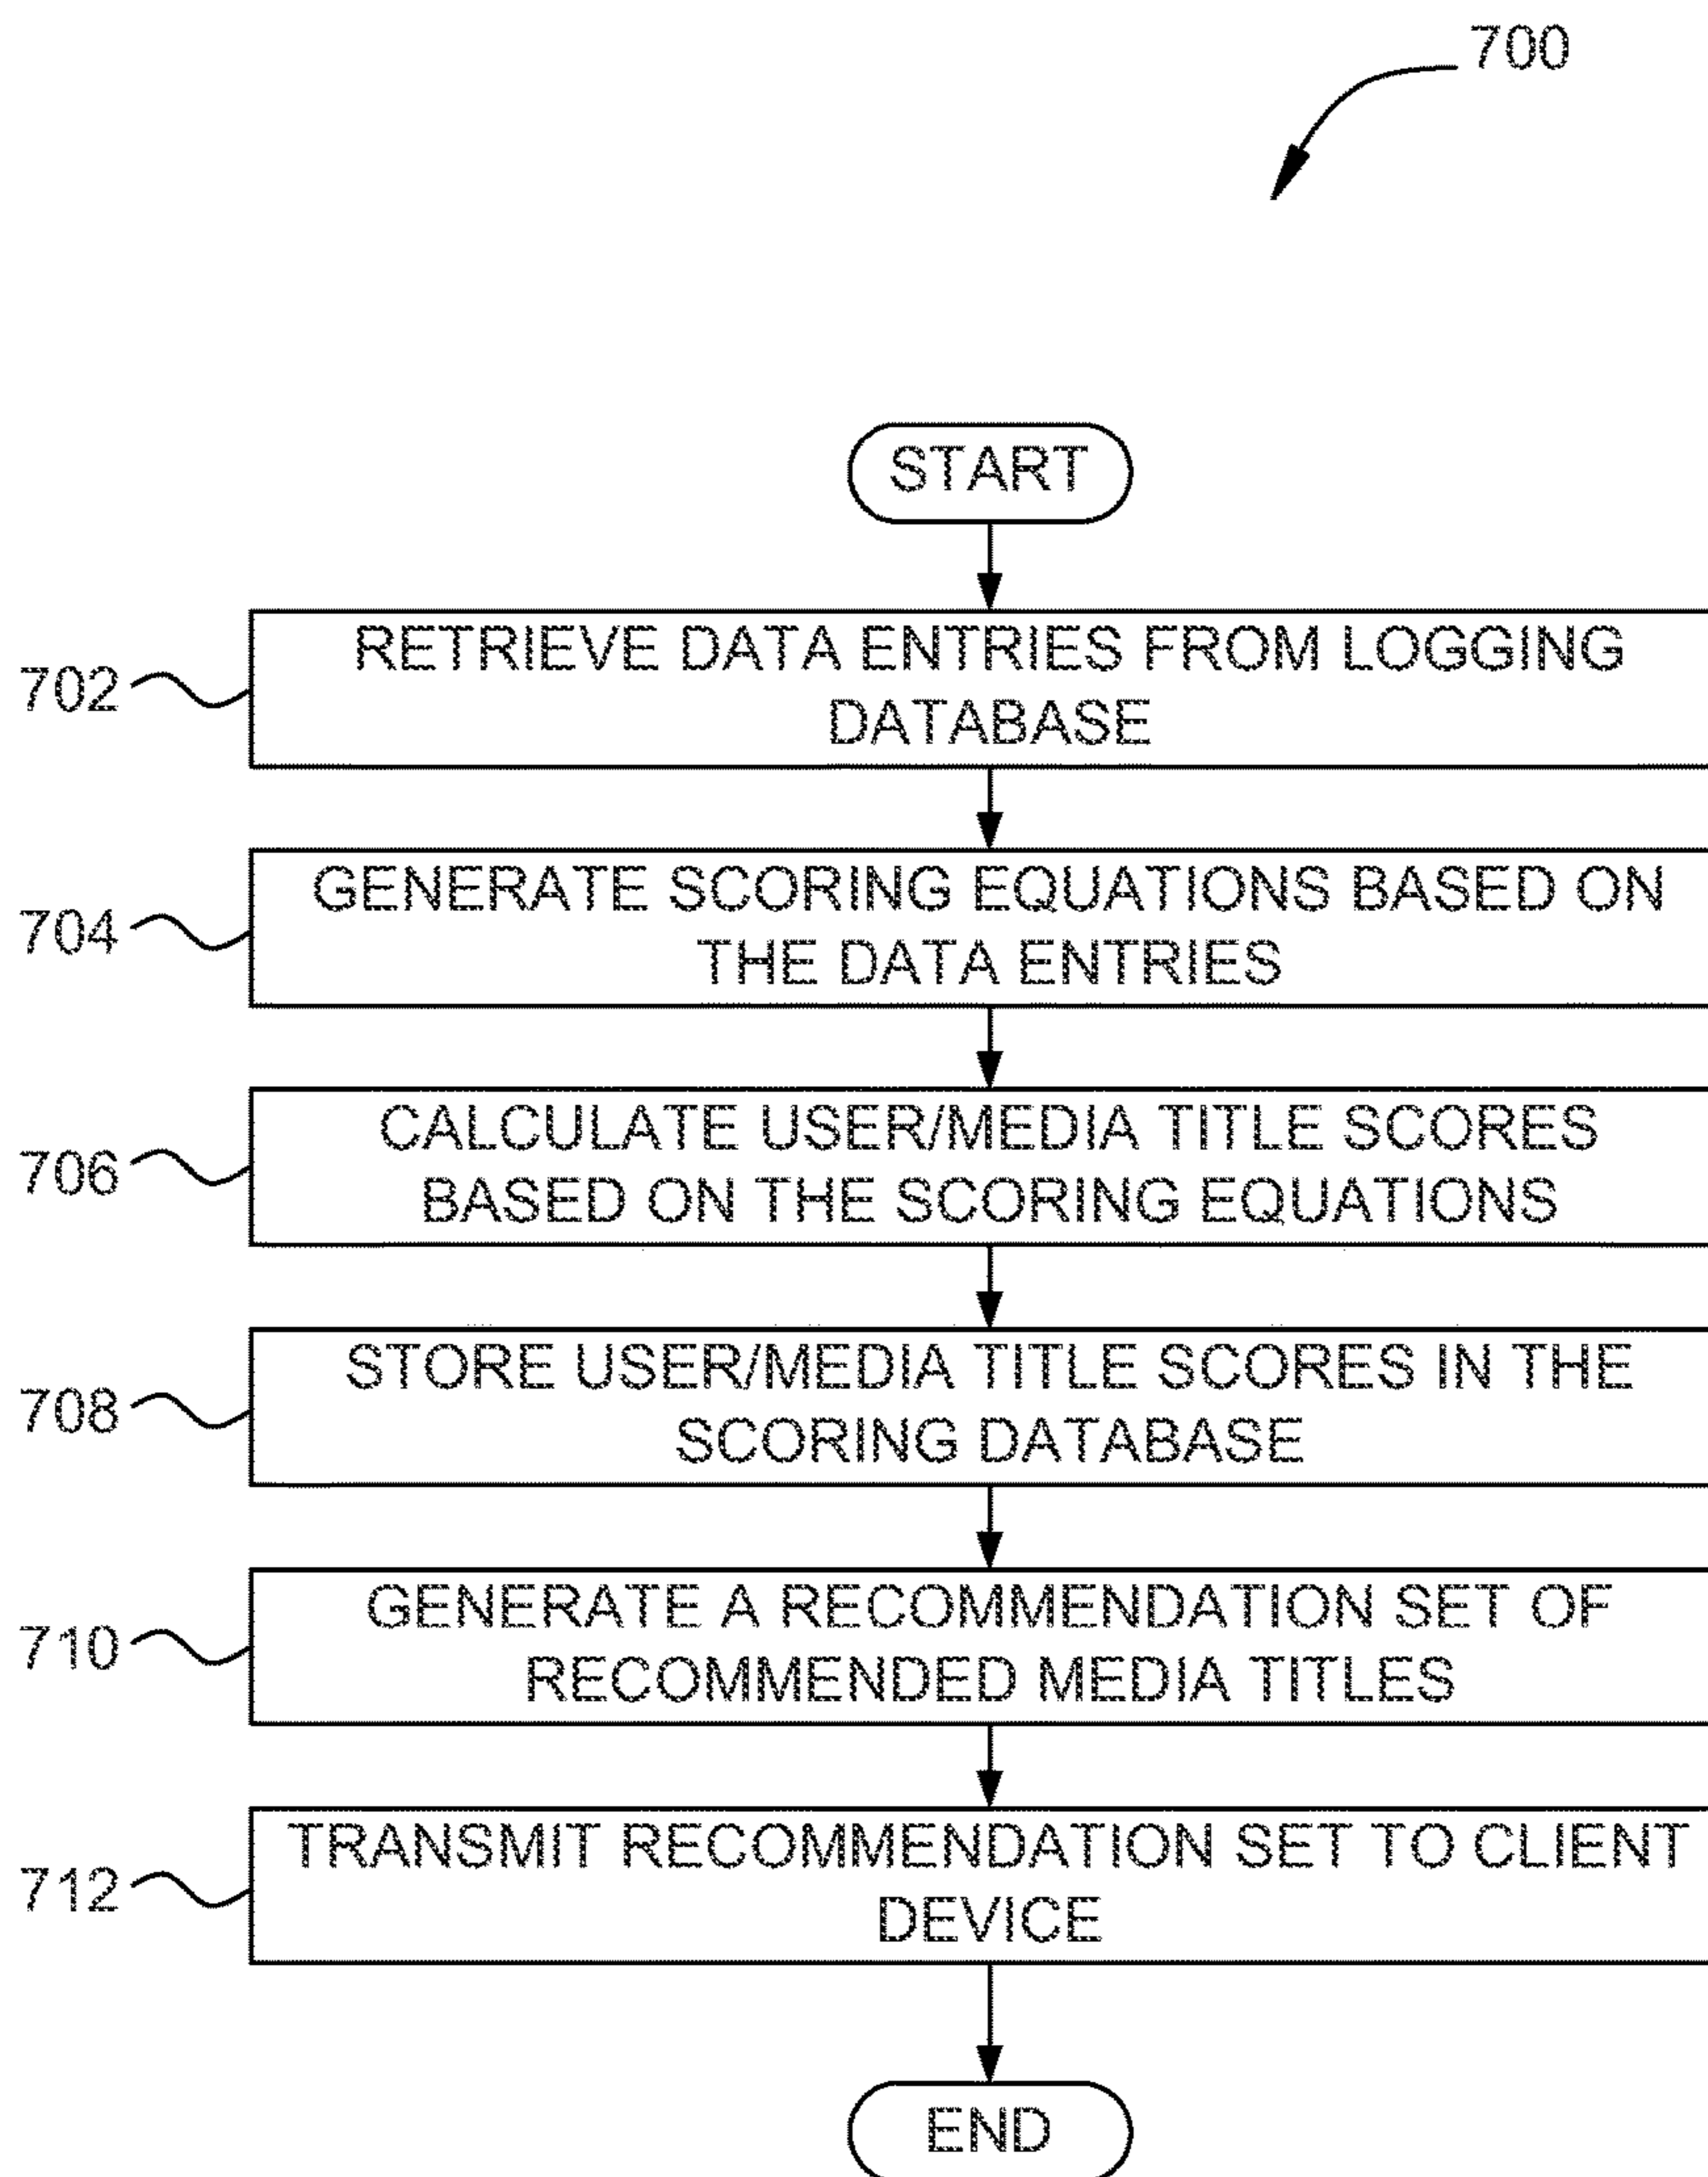 700
START
702
RETRIEVE DATA ENTRIES FROM LOGGING
DATABASE
704
GENERATE SCORING EQUATIONS BASED ON
THE DATA ENTRIES
706
CALCULATE USER/MEDIA TITLE SCORES
BASED ON THE SCORING EQUATIONS
708
STORE USER/MEDIA TITLE SCORES IN THE
SCORING DATABASE
710
GENERATE A RECOMMENDATION SET OF
RECOMMENDED MEDIA TITLES
712
TRANSMIT RECOMMENDATION SET TO CLIENT
DEVICE
END